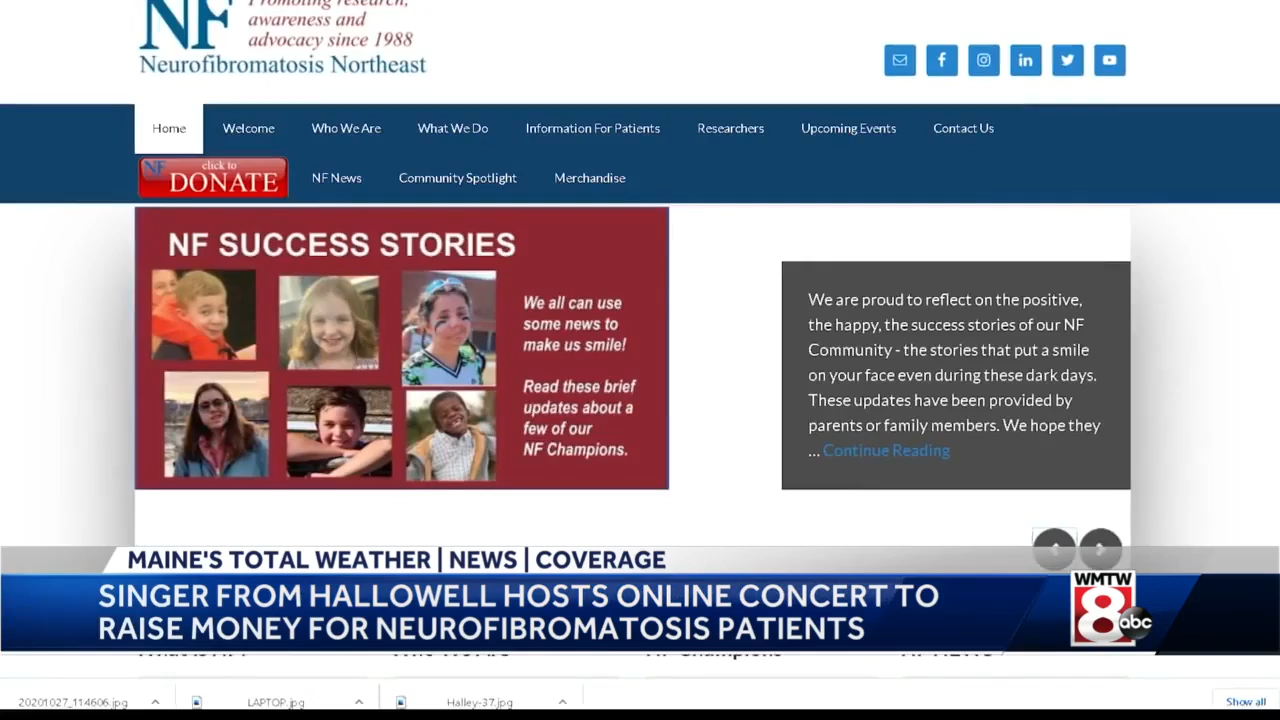 Promoting research,
NF
awareness and
advocacy since 1988
Neurofibromatosis Northeast
Home
Welcome
Who We Are
What We Do
Information For Patients
Researchers
Upcoming Events
Contact Us
NF
click to
DONATE
NF News
Community Spotlight
Merchandise
NF SUCCESS STORIES
We all can use
some news to
make us smile!
Read these brief
updates about a
few of our
NF Champions.
We are proud to reflect on the positive,
the happy, the success stories of our NF
Community - the stories that put a smile
on your face even during these dark days.
These updates have been provided by
parents or family members. We hope they
... Continue Reading
MAINE'S TOTAL WEATHER | NEWS | COVERAGE
SINGER FROM HALLOWELL HOSTS ONLINE CONCERT TO
RAISE MONEY FOR NEUROFIBROMATOSIS PATIENTS
WMTW
8
abc
20201027_114606.jpg
LAPTOP.jpg
Halley-37.jpg
Show all